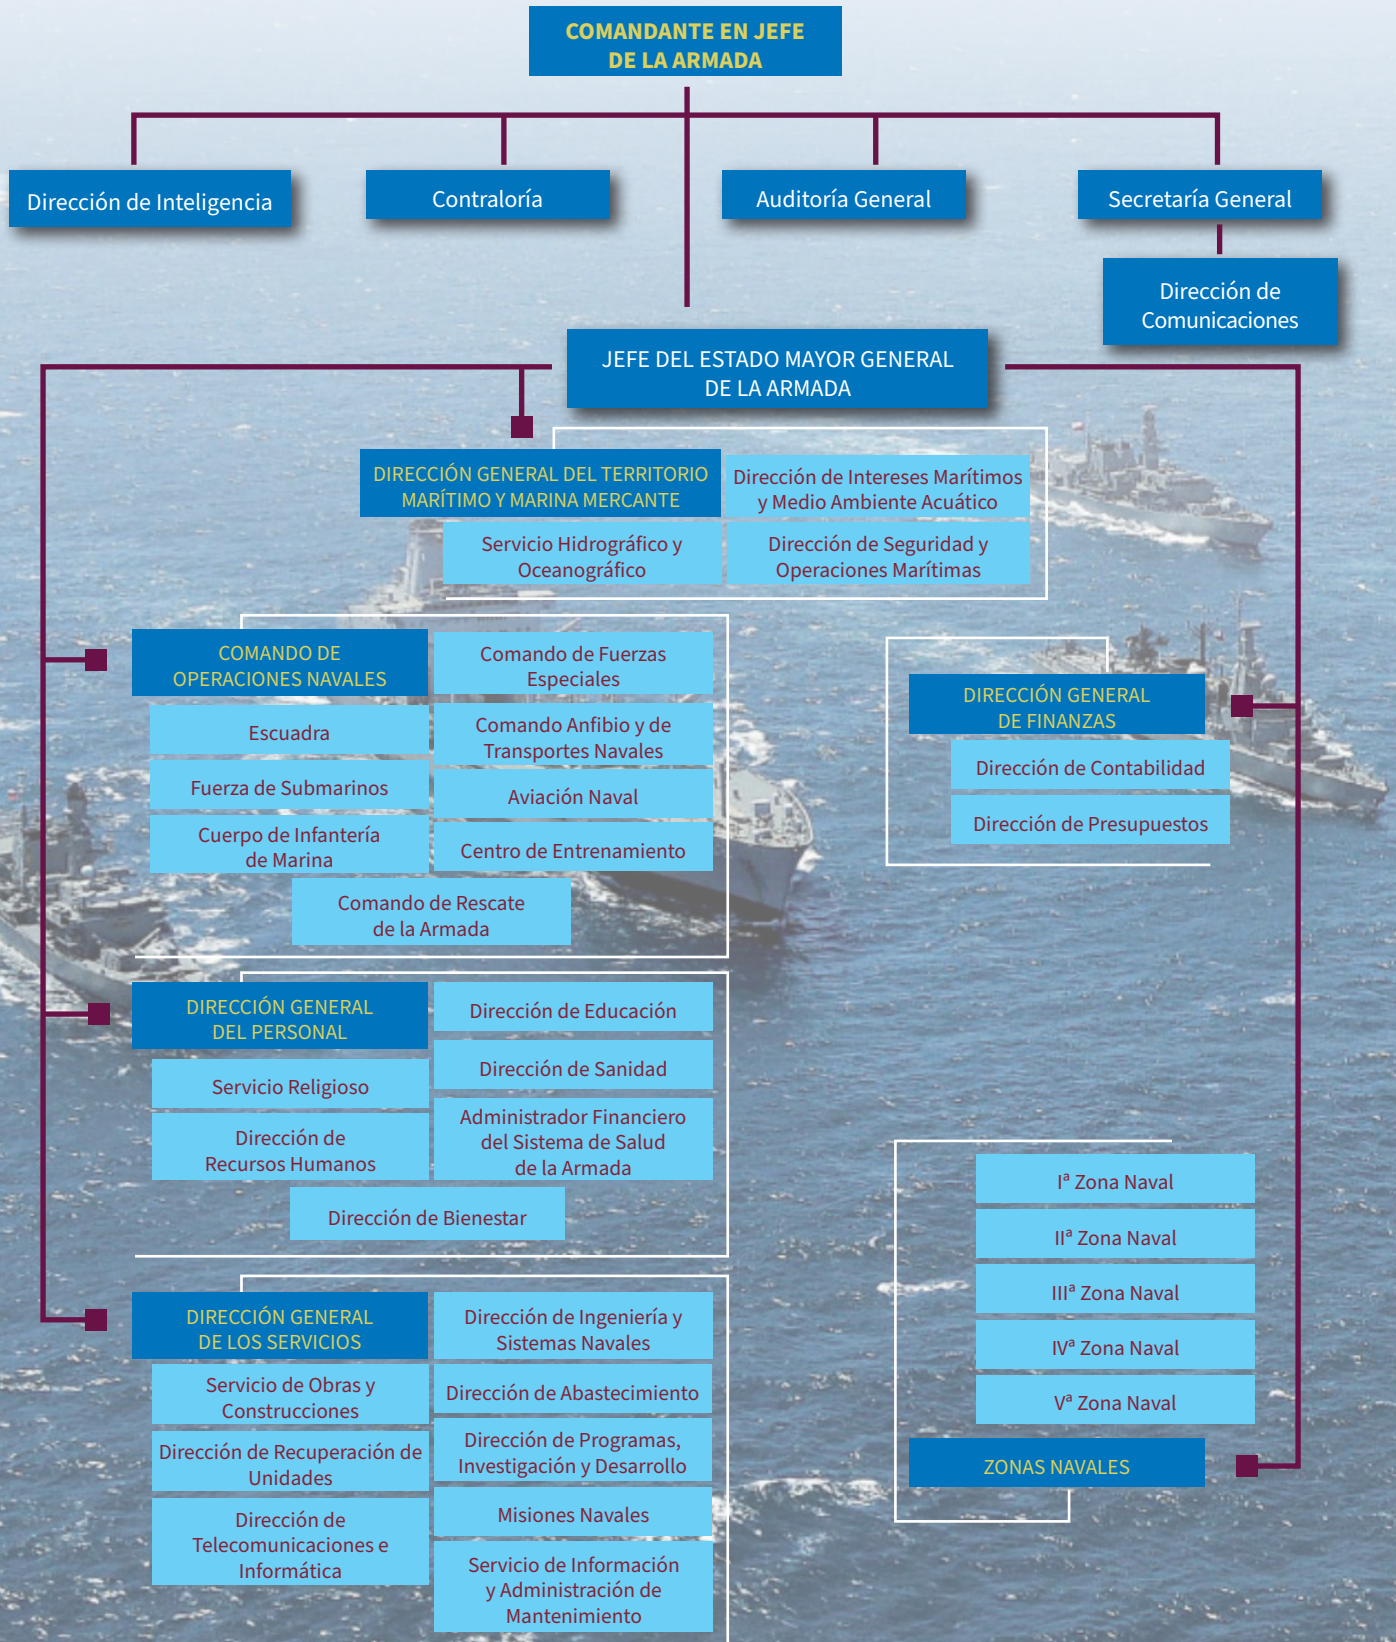 COMANDANTE EN JEFE
DE LA ARMADA
Dirección de Inteligencia
Contraloría
Auditoría General
Secretaría General
Dirección de
Comunicaciones
JEFE DEL ESTADO MAYOR GENERAL
DE LA ARMADA
DIRECCIÓN GENERAL DEL TERRITORIO
MARÍTIMO Y MARINA MERCANTE
Dirección de Intereses Marítimos
y Medio Ambiente Acuático
Servicio Hidrográfico y
Oceanográfico
Dirección de Seguridad y
Operaciones Marítimas
COMANDO DE
OPERACIONES NAVALES
Comando de Fuerzas
Especiales
Escuadra
Comando Anfibio y de
Transportes Navales
Fuerza de Submarinos
Aviación Naval
Cuerpo de Infantería
de Marina
Centro de Entrenamiento
Comando de Rescate
de la Armada
DIRECCIÓN GENERAL
DE FINANZAS
Dirección de Contabilidad
Dirección de Presupuestos
DIRECCIÓN GENERAL
DEL PERSONAL
Dirección de Educación
Servicio Religioso
Dirección de Sanidad
Dirección de
Recursos Humanos
Administrador Financiero
del Sistema de Salud
de la Armada
Dirección de Bienestar
DIRECCIÓN GENERAL
DE LOS SERVICIOS
Dirección de Ingeniería y
Sistemas Navales
Servicio de Obras y
Construcciones
Dirección de Abastecimiento
Dirección de Recuperación de
Unidades
Dirección de Programas,
Investigación y Desarrollo
Dirección de
Telecomunicaciones e
Informática
Misiones Navales
Servicio de Información
y Administración de
Mantenimiento
Iª Zona Naval
IIª Zona Naval
IIIª Zona Naval
IVª Zona Naval
Vª Zona Naval
ZONAS NAVALES